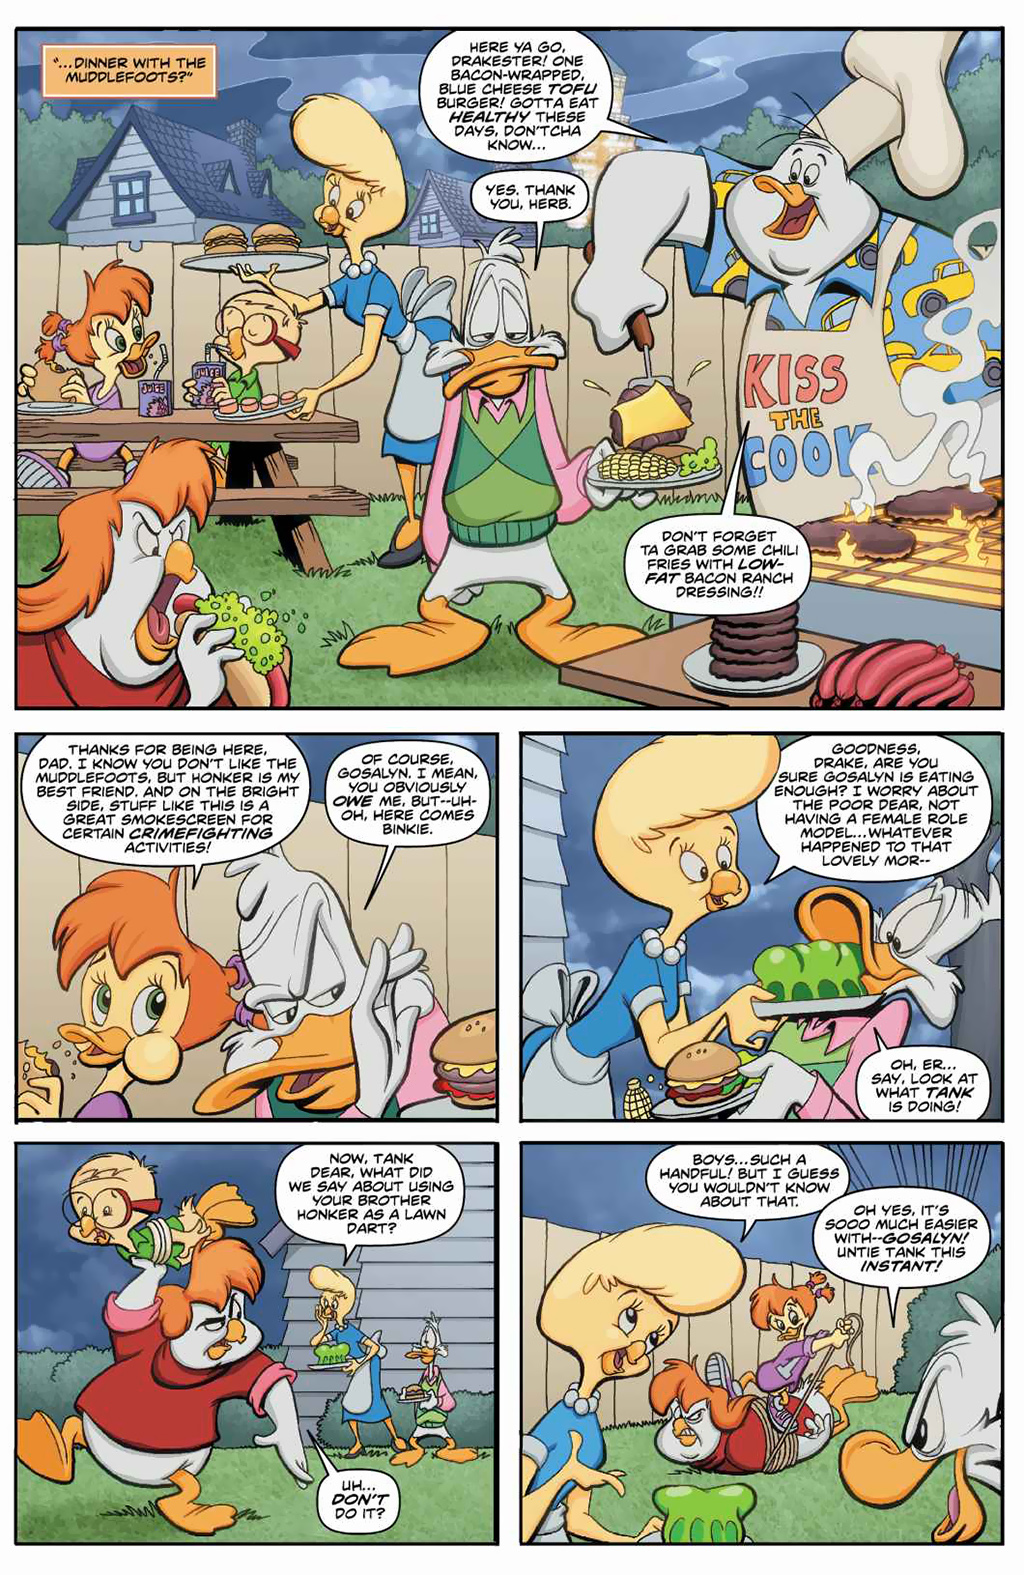 "...DINNER WITH THE
MUDDLEFOOTS?"
HERE YA GO,
DRAKESTER! ONE
BACON-WRAPPED,
BLUE CHEESE TOFU
BURGER! GOTTA EAT
HEALTHY THESE
DAYS, DON'TCHA
KNOW...
YES. THANK
YOU, HERB.
JUICE
JUICE
KISS
THE
COOK
DON'T FORGET
TA GRAB SOME CHILI
FRIES WITH LOW-
FAT BACON RANCH
DRESSING!!
THANKS FOR BEING HERE,
DAD. I KNOW YOU DON'T LIKE THE
MUDDLEFOOTS, BUT HONKER IS MY
BEST FRIEND. AND ON THE BRIGHT
SIDE, STUFF LIKE THIS IS A
GREAT SMOKESCREEN FOR
CERTAIN CRIMEFIGHTING
ACTIVITIES!
OF COURSE,
GOSALYN. I MEAN,
YOU OBVIOUSLY
OWE ME, BUT--UH-
OH, HERE COMES
BINKIE.
GOODNESS,
DRAKE, ARE YOU
SURE GOSALYN IS EATING
ENOUGH? I WORRY ABOUT
THE POOR DEAR, NOT
HAVING A FEMALE ROLE
MODEL...WHATEVER
HAPPENED TO THAT
LOVELY MOR--
OH, ER...
SAY, LOOK AT
WHAT TANK
IS DOING!
NOW, TANK
DEAR, WHAT DID
WE SAY ABOUT USING
YOUR BROTHER
HONKER AS A LAWN
DART?
UH...
DON'T
DO IT?
BOYS...SUCH A
HANDFUL! BUT I GUESS
YOU WOULDN'T KNOW
ABOUT THAT.
OH YES, IT'S
SOOO MUCH EASIER
WITH--GOSALYN!
UNTIE TANK THIS
INSTANT!